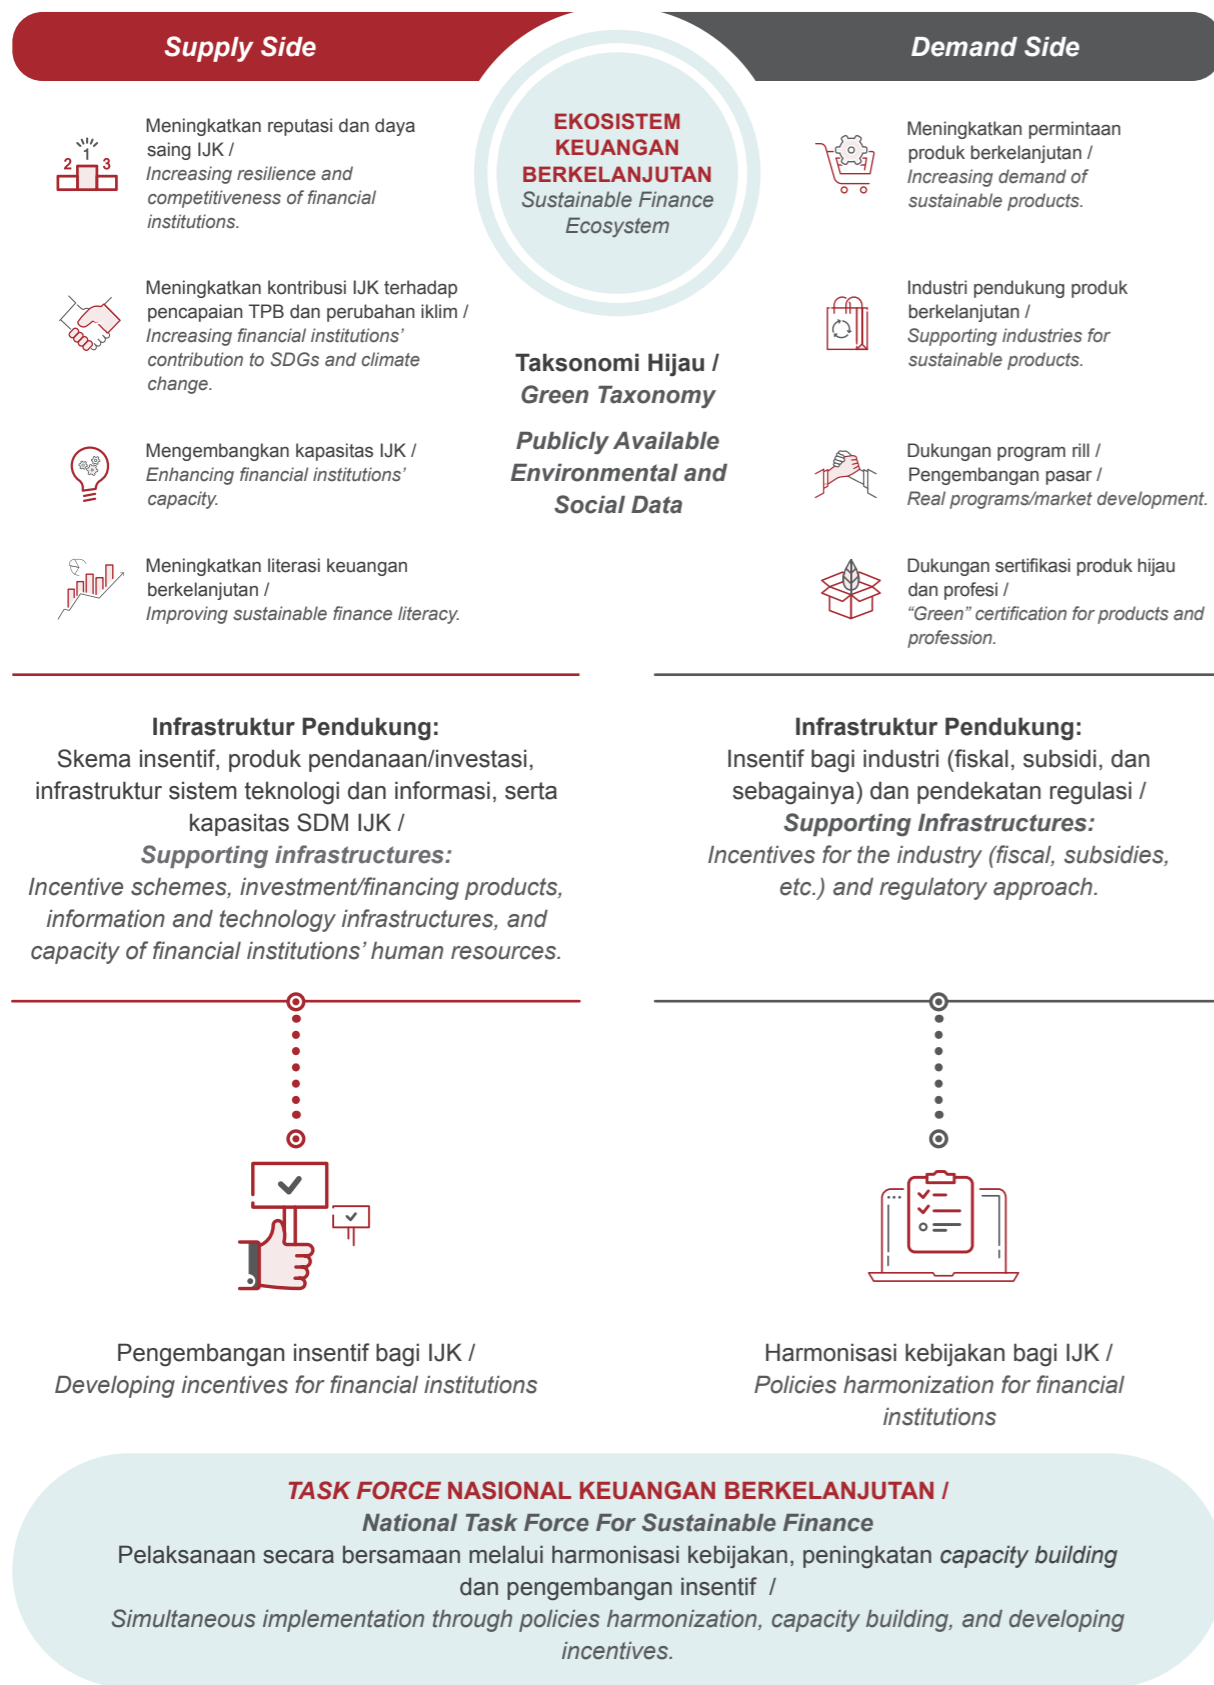 Supply Side
Demand Side
EKOSISTEM
KEUANGAN
BERKELANJUTAN
Sustainable Finance
Ecosystem
1
2
3
Meningkatkan reputasi dan daya
saing IJK /
Increasing resilience and
competitiveness of financial
institutions.
Meningkatkan kontribusi IJK terhadap
pencapaian TPB dan perubahan iklim /
Increasing financial institutions'
contribution to SDGs and climate
change.
Mengembangkan kapasitas IJK /
Enhancing financial institutions'
capacity.
Meningkatkan literasi keuangan
berkelanjutan /
Improving sustainable finance literacy.
Taksonomi Hijau /
Green Taxonomy
Publicly Available
Environmental and
Social Data
Meningkatkan permintaan
produk berkelanjutan /
Increasing demand of
sustainable products.
Industri pendukung produk
berkelanjutan /
Supporting industries for
sustainable products.
Dukungan program rill /
Pengembangan pasar /
Real programs/market development.
Dukungan sertifikasi produk hijau
dan profesi /
“Green” certification for products and
profession.
Infrastruktur Pendukung:
Skema insentif, produk pendanaan/investasi,
infrastruktur sistem teknologi dan informasi, serta
kapasitas SDM IJK /
Supporting infrastructures:
Incentive schemes, investment/financing products,
information and technology infrastructures, and
capacity of financial institutions' human resources.
Infrastruktur Pendukung:
Insentif bagi industri (fiskal, subsidi, dan
sebagainya) dan pendekatan regulasi /
Supporting Infrastructures:
Incentives for the industry (fiscal, subsidies,
etc.) and regulatory approach.
Pengembangan insentif bagi IJK /
Developing incentives for financial institutions
Harmonisasi kebijakan bagi IJK /
Policies harmonization for financial
institutions
TASK FORCE NASIONAL KEUANGAN BERKELANJUTAN /
National Task Force For Sustainable Finance
Pelaksanaan secara bersamaan melalui harmonisasi kebijakan, peningkatan capacity building
dan pengembangan insentif /
Simultaneous implementation through policies harmonization, capacity building, and developing
incentives.